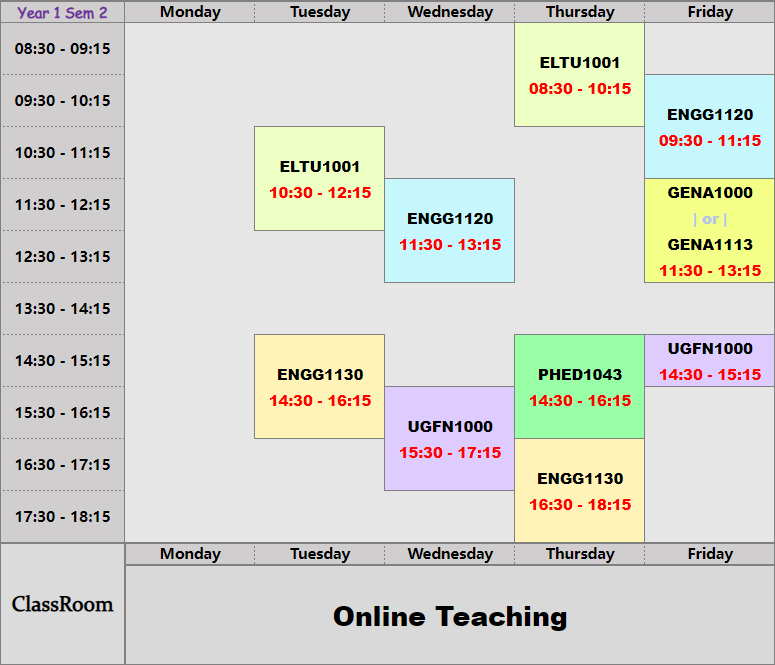 Year 1 Sem 2 Monday Tuesday Wednesday Thursday Friday
08:30 - 09:15
09:30 - 10:15
10:30 - 11:15
11:30 - 12:15
12:30 - 13:15
13:30 - 14:15
14:30 - 15:15
15:30 - 16:15
16:30 - 17:15
17:30 - 18:15
ELTU1001
10:30 - 12:15
ENGG1130
14:30 - 16:15
ENGG1120
11:30 - 13:15
UGFN1000
15:30 - 17:15
ELTU1001
08:30 - 10:15
PHED1043
14:30 - 16:15
ENGG1130
16:30 - 18:15
ENGG1120
09:30 - 11:15
GENA1000
| or |
GENA1113
11:30 - 13:15
UGFN1000
14:30 - 15:15
Monday Tuesday Wednesday Thursday Friday
ClassRoom
Online Teaching